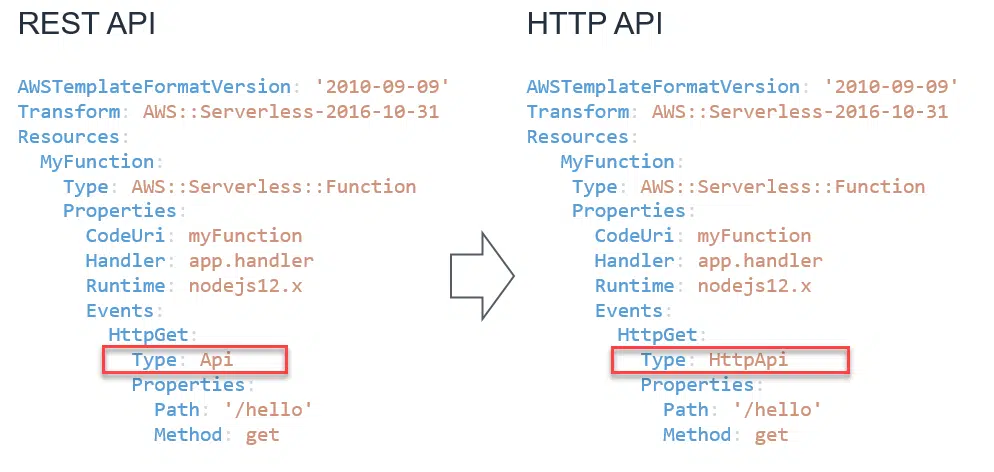 REST API
AWSTemplateFormatVersion: '2010-09-09'
Transform: AWS::Serverless-2016-10-31
Resources:
  MyFunction:
    Type: AWS::Serverless::Function
    Properties:
      CodeUri: myFunction
      Handler: app.handler
      Runtime: nodejs12.x
      Events:
        HttpGet:
          Type: Api
          Properties:
            Path: '/hello'
            Method: get
HTTP API
AWSTemplateFormatVersion: '2010-09-09'
Transform: AWS::Serverless-2016-10-31
Resources:
   MyFunction:
    Type: AWS::Serverless::Function
    Properties:
      CodeUri: myFunction
      Handler: app.handler
      Runtime: nodejs12.x
      Events:
        HttpGet:
          Type: HttpApi
          Properties:
            Path: '/hello'
            Method: get